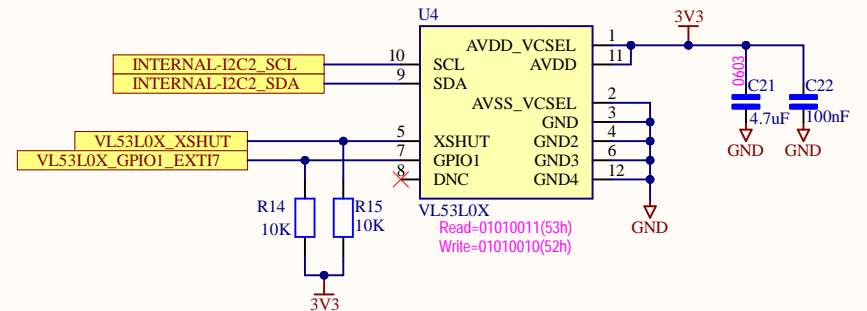 U4
3V3
INTERNAL-I2C2_SCL
10
SCL
AVDD_VCSEL
1
INTERNAL-I2C2_SDA
9
SDA
AVDD
11
0603
C21
4.7uF
C22
100nF
AVSS_VCSEL
2
GND
3
VL53L0X_XSHUT
5
XSHUT
GND2
4
VL53L0X_GPIO1_EXTI7
7
GPIO1
GND3
6
8
DNC
GND4
12
GND
GND
VL53L0X
Read=01010011(53h)
Write=01010010(52h)
GND
R14
10K
R15
10K
3V3